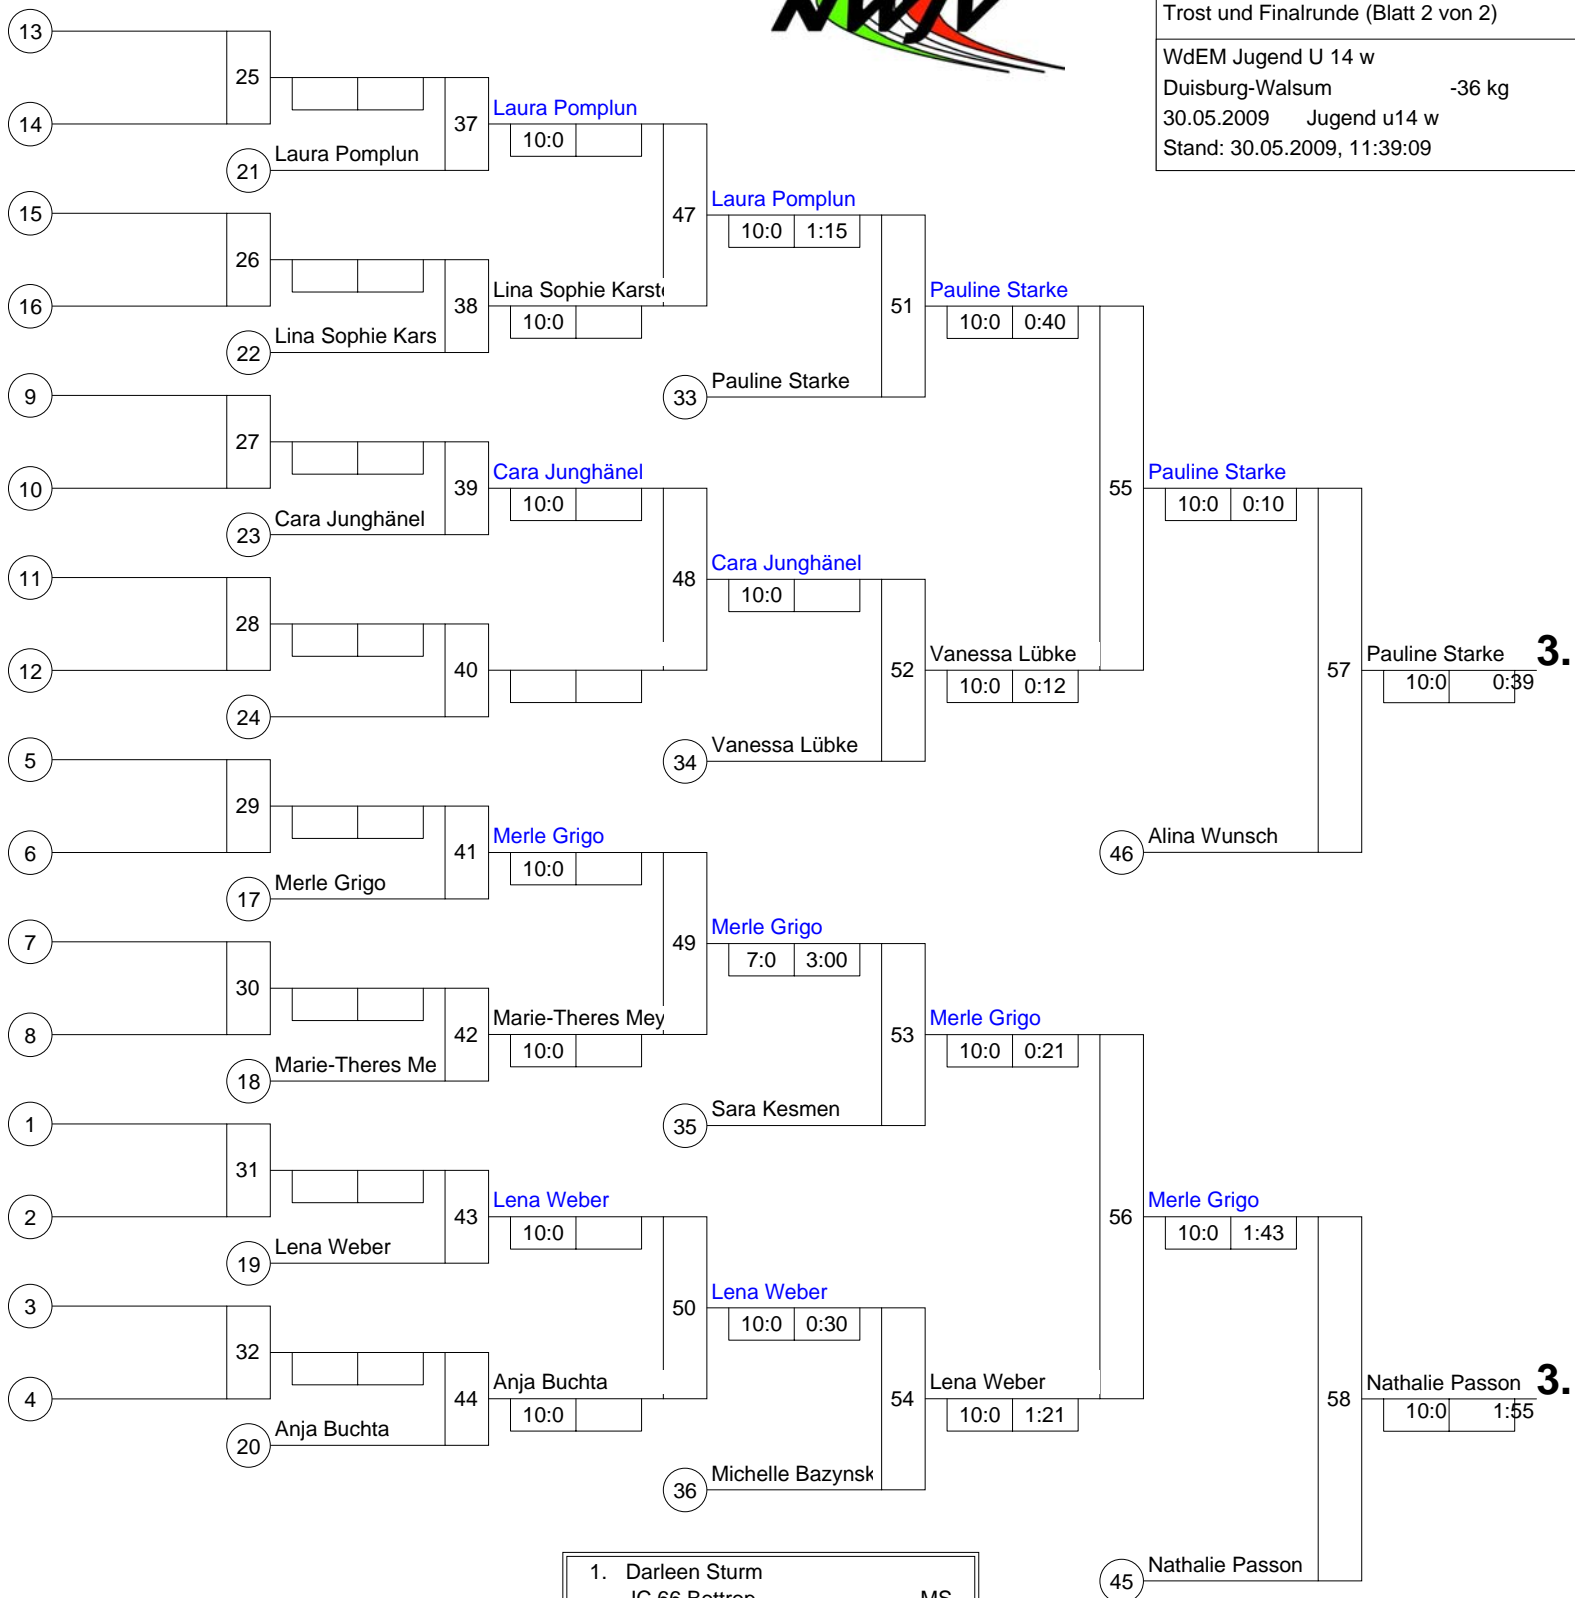 NWJV
Trost und Finalrunde (Blatt 2 von 2)
WdEM Jugend U 14 w
Duisburg-Walsum -36 kg
30.05.2009 Jugend u14 w
Stand: 30.05.2009, 11:39:09
13
25
14
37
Laura Pomplun
10:0
21
Laura Pomplun
15
47
Laura Pomplun
10:0 1:15
26
16
38
Lina Sophie Karste
10:0
22
Lina Sophie Kars
51
Pauline Starke
10:0 0:40
33
Pauline Starke
9
27
10
39
Cara Junghänel
10:0
23
Cara Junghänel
55
Pauline Starke
10:0 0:10
11
48
Cara Junghänel
10:0
28
12
40
24
52
Vanessa Lübke
10:0 0:12
34
Vanessa Lübke
57
Pauline Starke 3.
10:0 0:39
5
29
6
41
Merle Grigo
10:0
17
Merle Grigo
46
Alina Wunsch
7
49
Merle Grigo
7:0 3:00
30
8
42
Marie-Theres Mey
10:0
18
Marie-Theres Me
53
Merle Grigo
10:0 0:21
35
Sara Kesmen
1
31
2
43
Lena Weber
10:0
19
Lena Weber
56
Merle Grigo
10:0 1:43
3
50
Lena Weber
10:0 0:30
32
4
44
Anja Buchta
10:0
20
Anja Buchta
54
Lena Weber
10:0 1:21
36
Michelle Bazynsk
58
Nathalie Passon 3.
10:0 1:55
45
Nathalie Passon
1. Darleen Sturm
JC 66 Bottrop MS